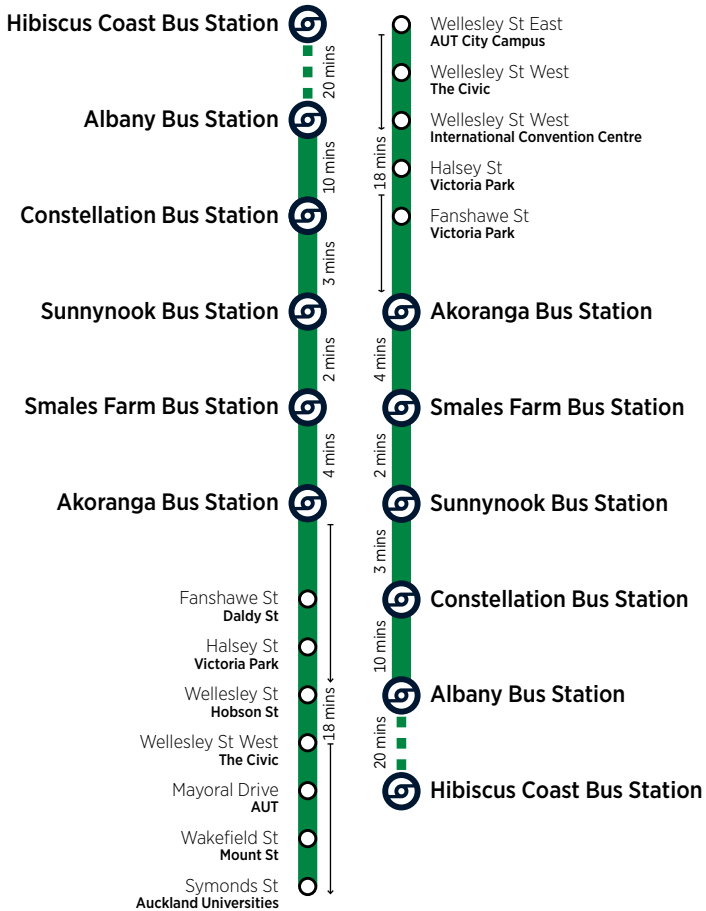 Hibiscus Coast Bus Station
20 mins
Albany Bus Station
10 mins
Constellation Bus Station
3 mins
Sunnynook Bus Station
2 mins
Smales Farm Bus Station
4 mins
Akoranga Bus Station
18 mins
Fanshawe St
Daldy St
Halsey St
Victoria Park
Wellesley St
Hobson St
Wellesley St West
The Civic
Mayoral Drive
AUT
Wakefield St
Mount St
Symonds St
Auckland Universities
Wellesley St East
AUT City Campus
Wellesley St West
The Civic
Wellesley St West
International Convention Centre
18 mins
Halsey St
Victoria Park
Fanshawe St
Victoria Park
Akoranga Bus Station
4 mins
Smales Farm Bus Station
2 mins
Sunnynook Bus Station
3 mins
Constellation Bus Station
10 mins
Albany Bus Station
20 mins
Hibiscus Coast Bus Station